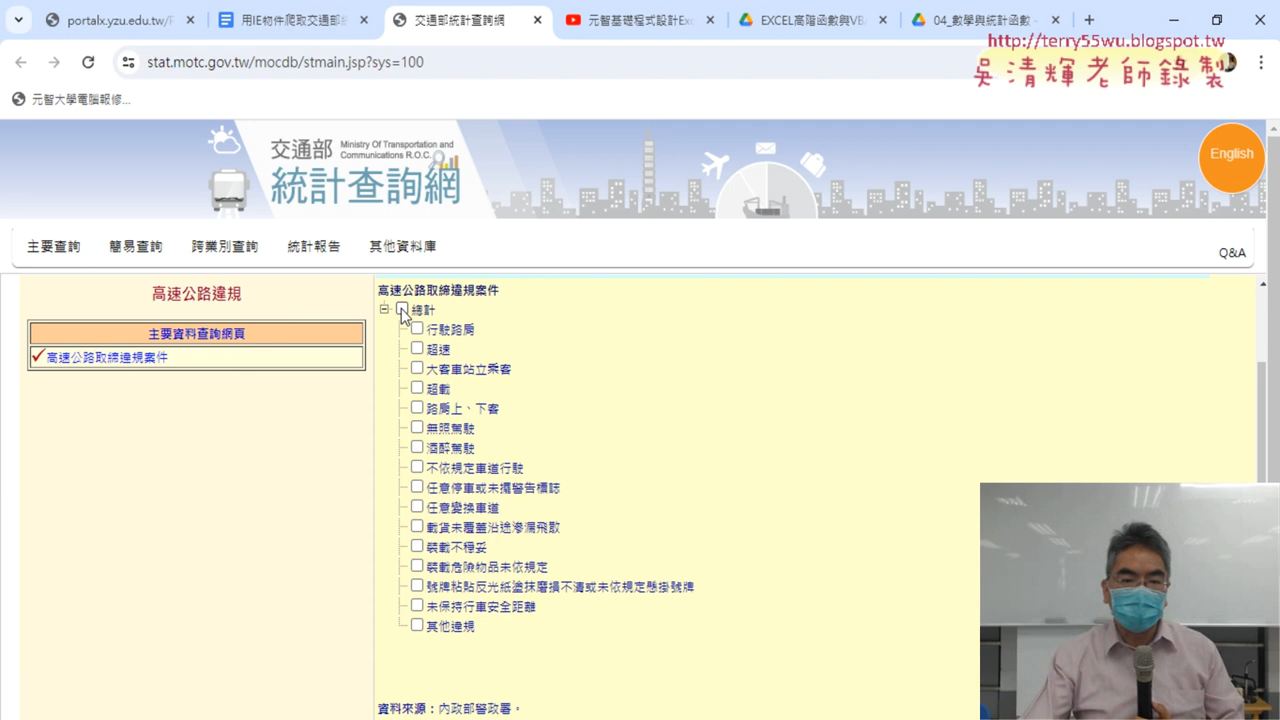 portalx.yzu.edu.tw/F
用IE物件爬取交通部
交通部統計查詢網
元智基礎程式設計Exc
EXCEL高階函數與VB
04_數學與統計函數 -
stat.motc.gov.tw/mocdb/stmain.jsp?sys=100
http://terry55wu.blogspot.tw
吳清輝老師錄製
元智大學電腦報修...
交通部
Ministry Of Transportation and
Communications R.O.C.
統計查詢網
English
主要查詢
簡易查詢
跨業別查詢
統計報告
其他資料庫
Q&A
高速公路違規
主要資料查詢網頁
高速公路取締違規案件
高速公路取締違規案件
總計
行駛路肩
超速
大客車站立乘客
超載
路肩上、下客
無照駕駛
酒醉駕駛
不依規定車道行駛
任意停車或未擺警告標誌
任意變換車道
載貨未覆蓋沿途滲漏飛散
裝載不穩妥
裝載危險物品未依規定
號牌粘貼反光紙塗抹磨損不清或未依規定懸掛號牌
未保持行車安全距離
其他違規
資料來源：內政部警政署。